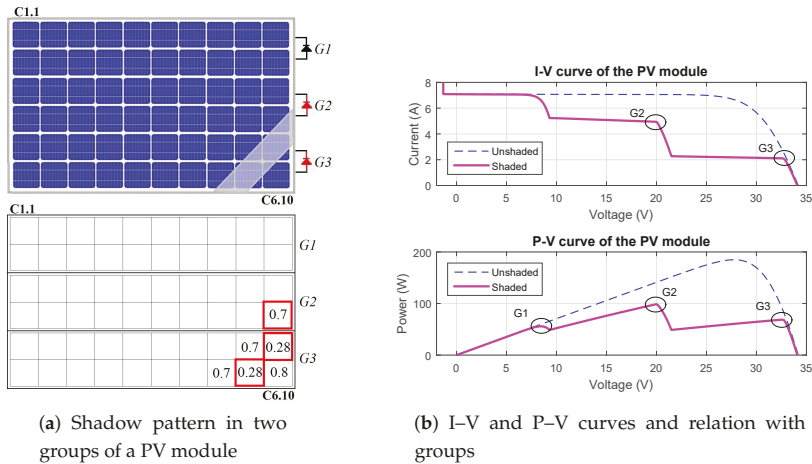 C1.1
G1
G2
G3
C6.10
C1.1
G1
G2
0.7
G3
0.7 0.28
0.7 0.28 0.8
C6.10
(a) Shadow pattern in two
groups of a PV module
I-V curve of the PV module
Current (A)
8
6
4
2
0
G2
G3
Unshaded
Shaded
0 5 10 15 20 25 30 35
Voltage (V)
P-V curve of the PV module
Power (W)
200
100
0
Unshaded
Shaded
G1
G2
G3
0 5 10 15 20 25 30 35
Voltage (V)
(b) I–V and P–V curves and relation with
groups